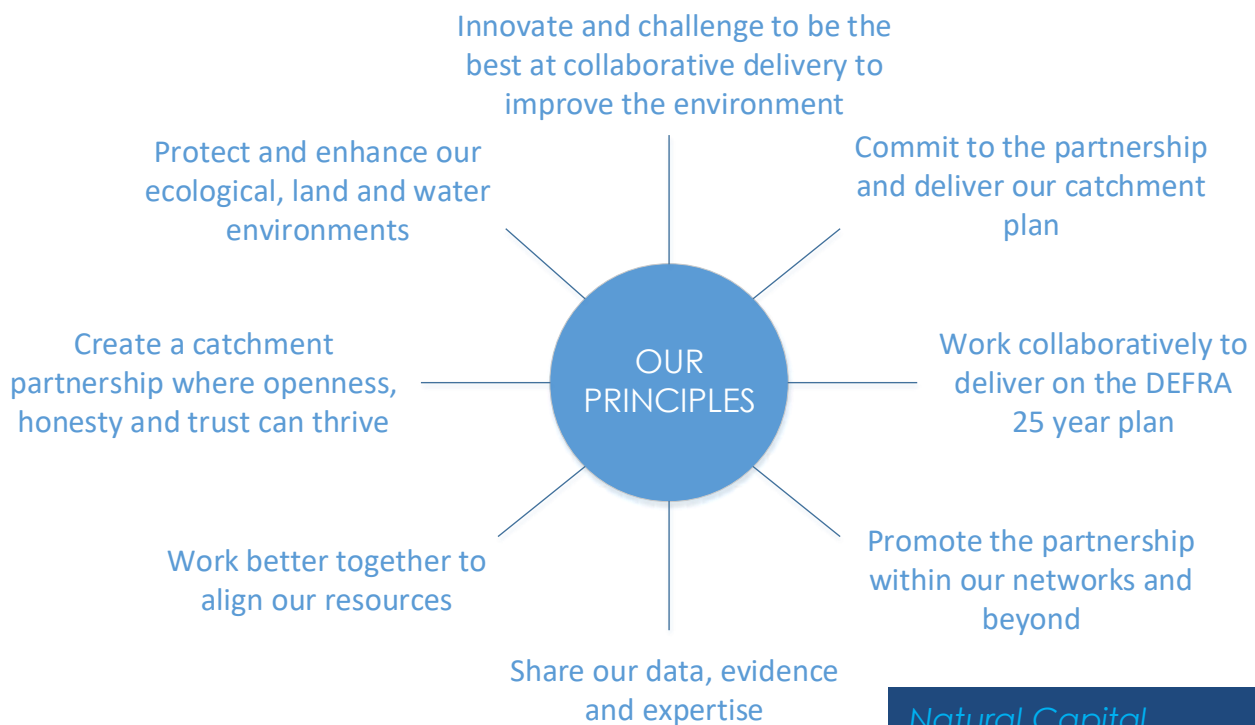 Innovate and challenge to be the
best at collaborative delivery to
improve the environment
Protect and enhance our
ecological, land and water
environments
Commit to the partnership
and deliver our catchment
plan
Create a catchment
partnership where openness,
honesty and trust can thrive
OUR
PRINCIPLES
Work collaboratively to
deliver on the DEFRA
25 year plan
Work better together to
align our resources
Promote the partnership
within our networks and
beyond
Share our data, evidence
and expertise
Natural Capital